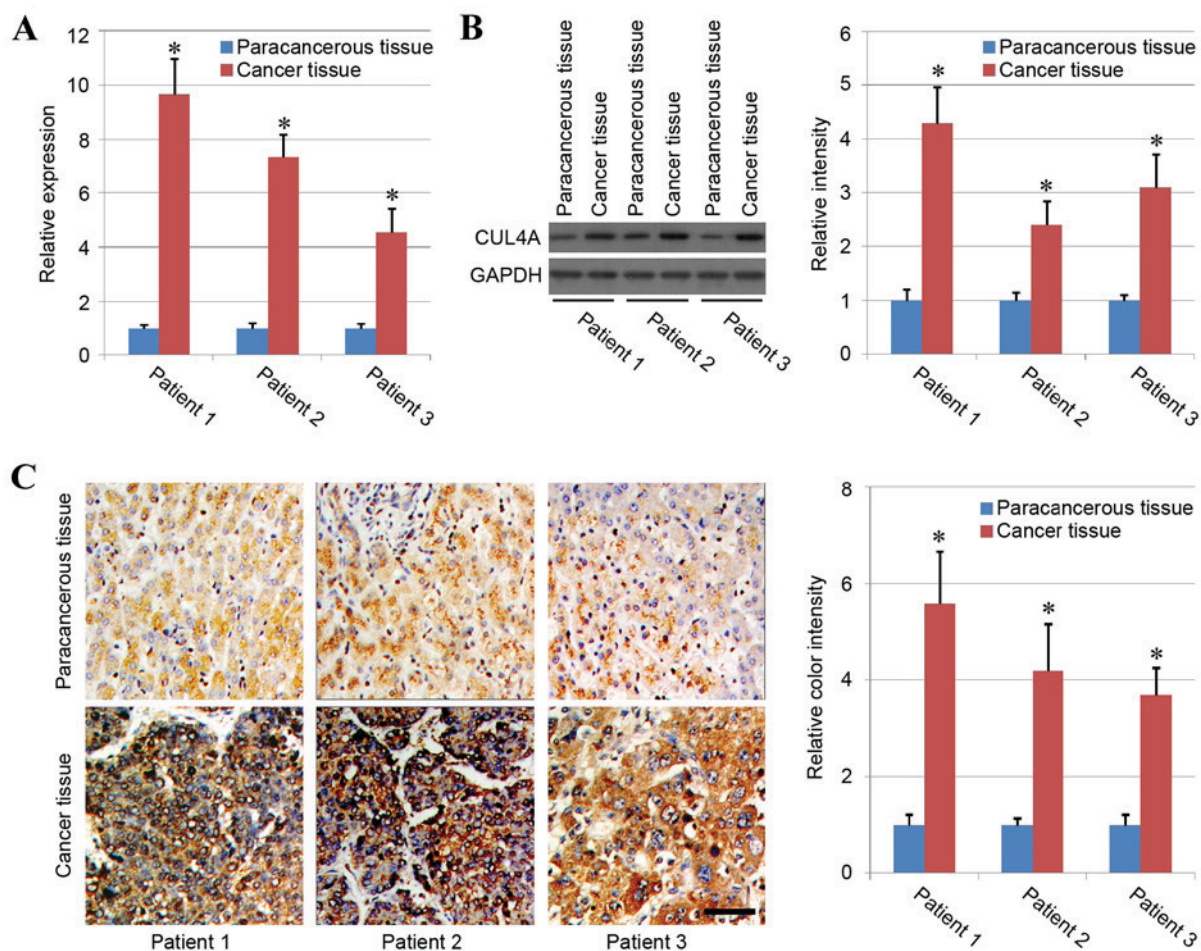 A
Relative expression
12
10
8
6
4
2
0
Paracancerous tissue
Cancer tissue
*
*
*
Patient 1
Patient 2
Patient 3
B
Paracancerous tissue
Cancer tissue
Paracancerous tissue
Cancer tissue
Paracancerous tissue
Cancer tissue
CUL4A
GAPDH
Patient 1
Patient 2
Patient 3
Relative intensity
6
5
4
3
2
1
0
Paracancerous tissue
Cancer tissue
*
*
*
Patient 1
Patient 2
Patient 3
C
Paracancerous tissue
Cancer tissue
Patient 1
Patient 2
Patient 3
Relative color intensity
8
6
4
2
0
Paracancerous tissue
Cancer tissue
*
*
*
Patient 1
Patient 2
Patient 3